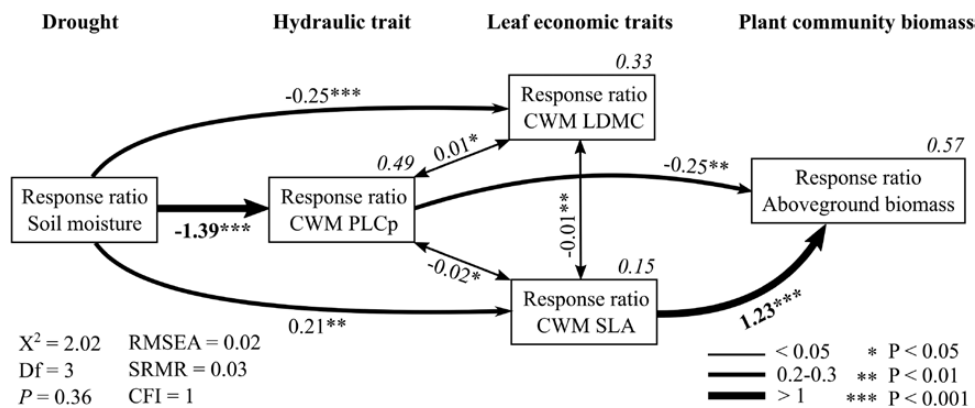 Drought
Hydraulic trait
Leaf economic traits
Plant community biomass
0.33
Response ratio
CWM LDMC
-0.25***
0.01*
0.49
-0.25**
0.57
Response ratio
Soil moisture
-1.39***
Response ratio
CWM PLCp
-0.01**
Response ratio
Aboveground biomass
-0.02*
0.15
Response ratio
CWM SLA
0.21**
1.23***
X² = 2.02
Df = 3
P = 0.36
RMSEA = 0.02
SRMR = 0.03
CFI = 1
< 0.05
0.2-0.3
> 1
* P < 0.05
** P < 0.01
*** P < 0.001